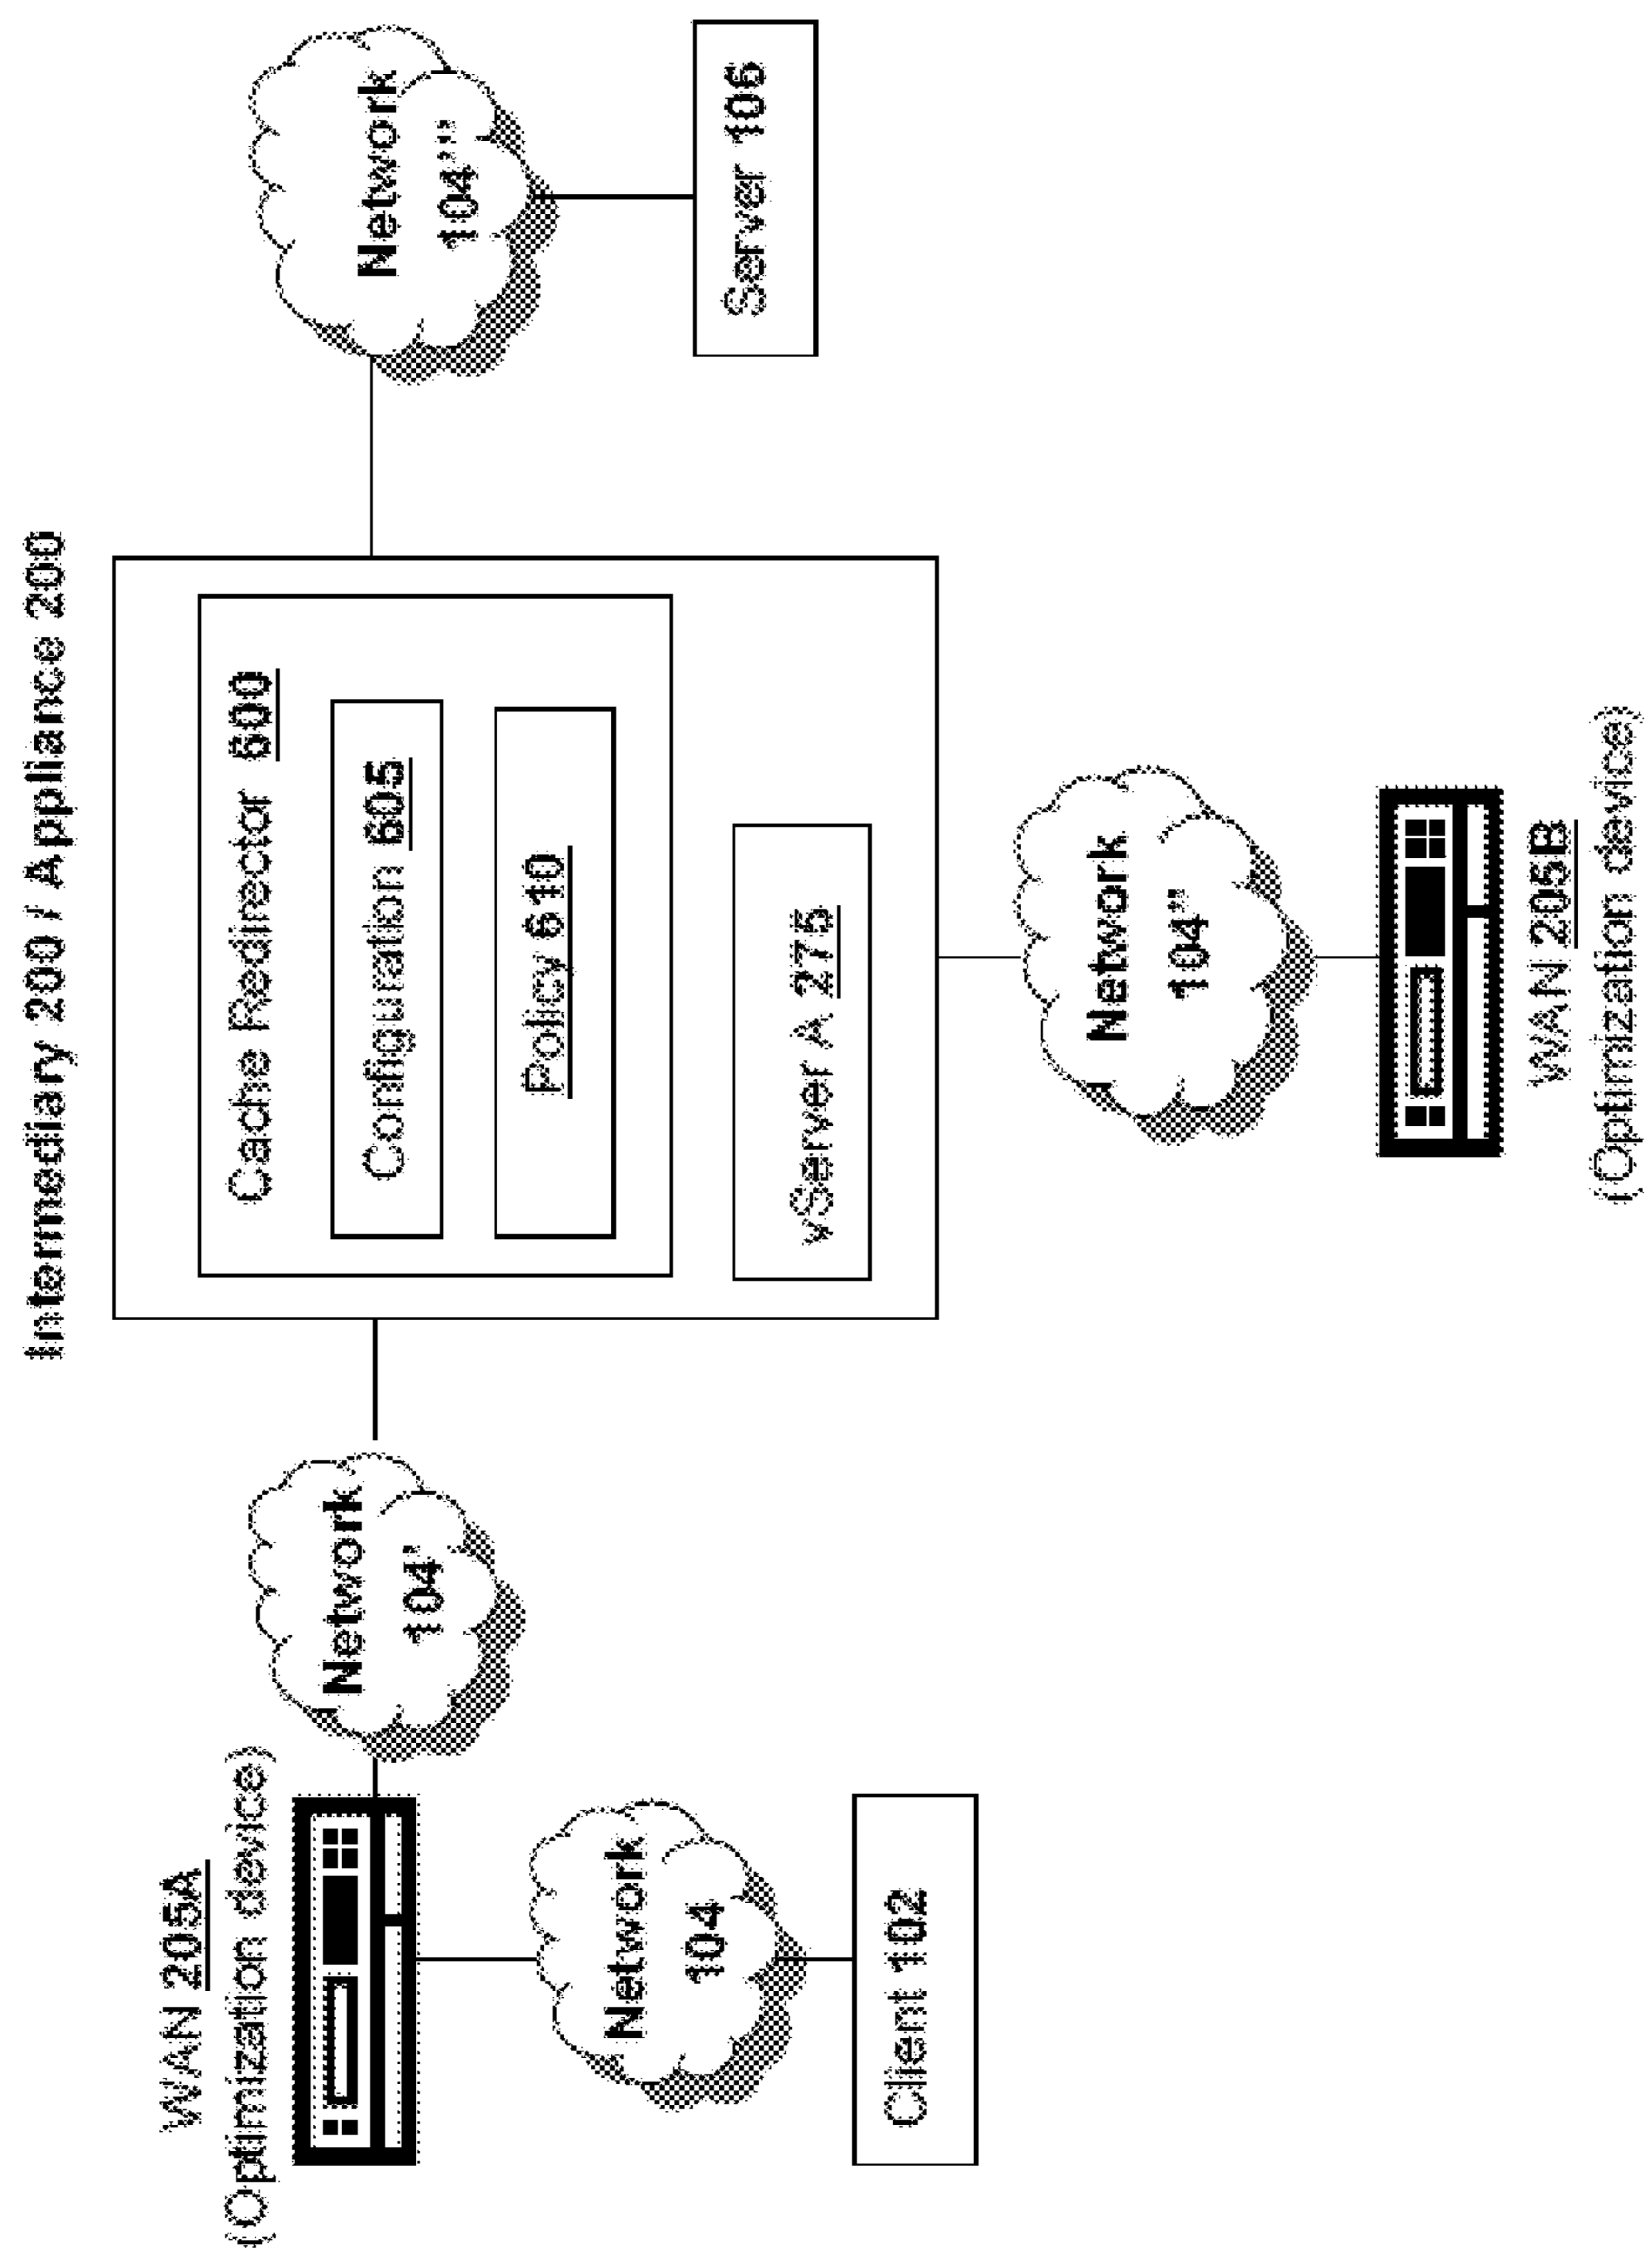 Intermediary 200 / Appliance 200
WAN 205A
(Optimization device)
Network
104'
Network
104
Client 102
Cache Redirector 600
Configuration 605
Policy 610
vServer A 275
Network
104''
WAN 205B
(Optimization device)
Network
104'''
Server 106